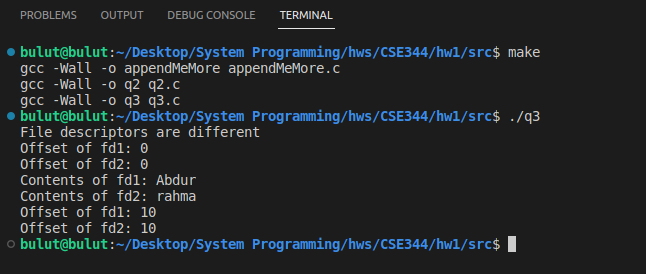 PROBLEMS OUTPUT DEBUG CONSOLE TERMINAL
bulut@bulut:~/Desktop/System Programming/hws/CSE344/hw1/src$ make
gcc -Wall -o appendMeMore appendMeMore.c
gcc -Wall -o q2 q2.c
gcc -Wall -o q3 q3.c
bulut@bulut:~/Desktop/System Programming/hws/CSE344/hw1/src$ ./q3
File descriptors are different
Offset of fd1: 0
Offset of fd2: 0
Contents of fd1: Abdur
Contents of fd2: rahma
Offset of fd1: 10
Offset of fd2: 10
bulut@bulut:~/Desktop/System Programming/hws/CSE344/hw1/src$